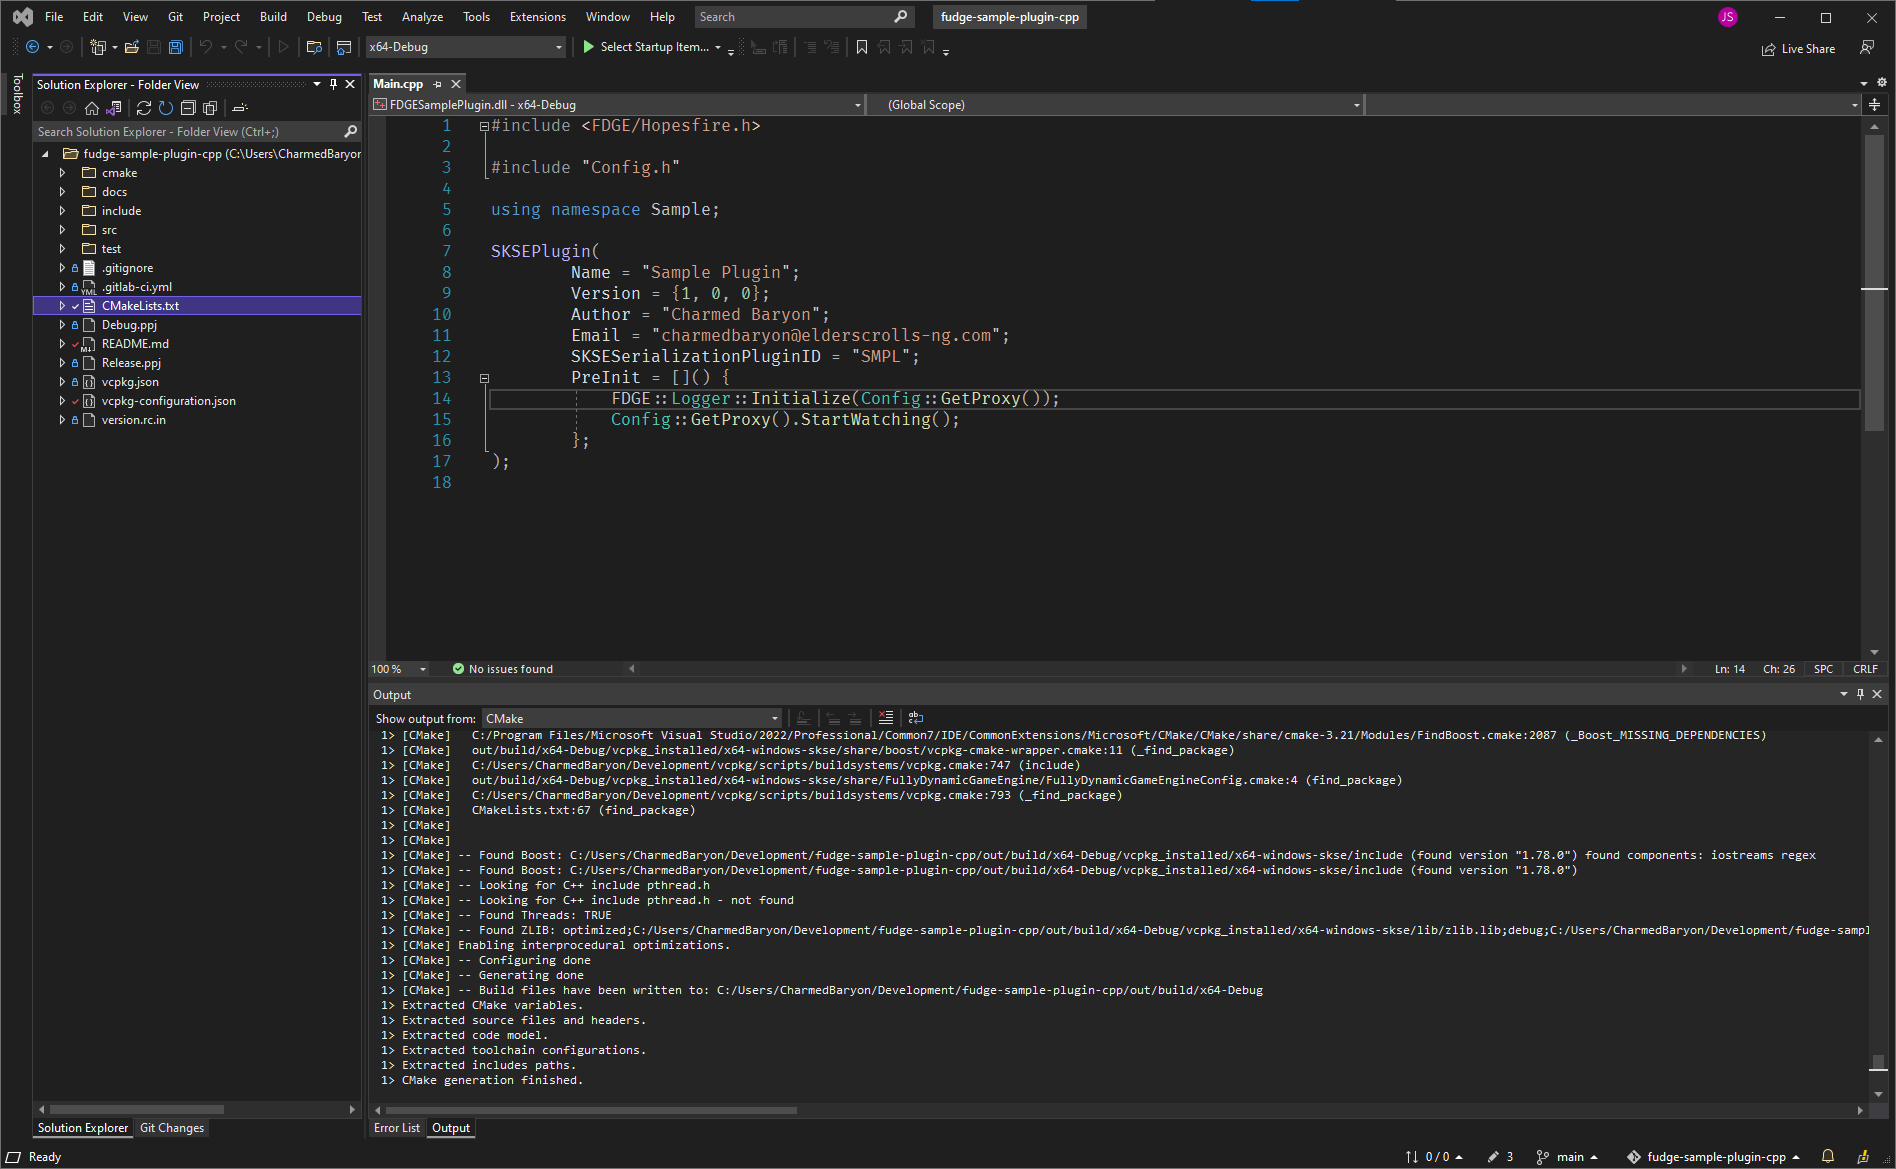 File Edit View Git Project Build Debug Test Analyze Tools Extensions Window Help Search fudge-sample-plugin-cpp JS
x64-Debug Select Startup Item... Live Share
Toolbox
Solution Explorer - Folder View
Search Solution Explorer - Folder View (Ctrl+;)
fudge-sample-plugin-cpp (C:\Users\CharmedBaryon
cmake
docs
include
src
test
.gitignore
.gitlab-ci.yml
CMakeLists.txt
Debug.ppj
README.md
Release.ppj
vcpkg.json
vcpkg-configuration.json
version.rc.in
Solution Explorer Git Changes
Main.cpp
FDGESamplePlugin.dll - x64-Debug (Global Scope)
1 #include <FDGE/Hopesfire.h>
2
3 #include "Config.h"
4
5 using namespace Sample;
6
7 SKSEPlugin(
8 Name = "Sample Plugin";
9 Version = {1, 0, 0};
10 Author = "Charmed Baryon";
11 Email = "charmedbaryon@elderscrolls-ng.com";
12 SKSESerializationPluginID = "SMPL";
13 PreInit = []() {
14 FDGE::Logger::Initialize(Config::GetProxy());
15 Config::GetProxy().StartWatching();
16 };
17 );
18
100 % No issues found Ln: 14 Ch: 26 SPC CRLF
Output
Show output from: CMake
1> [CMake] C:/Program Files/Microsoft Visual Studio/2022/Professional/Common7/IDE/CommonExtensions/Microsoft/CMake/CMake/share/cmake-3.21/Modules/FindBoost.cmake:2087 (_Boost_MISSING_DEPENDENCIES)
1> [CMake] out/build/x64-Debug/vcpkg_installed/x64-windows-skse/share/boost/vcpkg-cmake-wrapper.cmake:11 (_find_package)
1> [CMake] C:/Users/CharmedBaryon/Development/vcpkg/scripts/buildsystems/vcpkg.cmake:747 (include)
1> [CMake] out/build/x64-Debug/vcpkg_installed/x64-windows-skse/share/FullyDynamicGameEngine/FullyDynamicGameEngineConfig.cmake:4 (find_package)
1> [CMake] C:/Users/CharmedBaryon/Development/vcpkg/scripts/buildsystems/vcpkg.cmake:793 (_find_package)
1> [CMake] CMakeLists.txt:67 (find_package)
1> [CMake]
1> [CMake]
1> [CMake] -- Found Boost: C:/Users/CharmedBaryon/Development/fudge-sample-plugin-cpp/out/build/x64-Debug/vcpkg_installed/x64-windows-skse/include (found version "1.78.0") found components: iostreams regex
1> [CMake] -- Found Boost: C:/Users/CharmedBaryon/Development/fudge-sample-plugin-cpp/out/build/x64-Debug/vcpkg_installed/x64-windows-skse/include (found version "1.78.0")
1> [CMake] -- Looking for C++ include pthread.h
1> [CMake] -- Looking for C++ include pthread.h - not found
1> [CMake] -- Found Threads: TRUE
1> [CMake] -- Found ZLIB: optimized;C:/Users/CharmedBaryon/Development/fudge-sample-plugin-cpp/out/build/x64-Debug/vcpkg_installed/x64-windows-skse/lib/zlib.lib;debug;C:/Users/CharmedBaryon/Development/fudge-sampl
1> [CMake] Enabling interprocedural optimizations.
1> [CMake] -- Configuring done
1> [CMake] -- Generating done
1> [CMake] -- Build files have been written to: C:/Users/CharmedBaryon/Development/fudge-sample-plugin-cpp/out/build/x64-Debug
1> Extracted CMake variables.
1> Extracted source files and headers.
1> Extracted code model.
1> Extracted toolchain configurations.
1> Extracted includes paths.
1> CMake generation finished.
Error List Output
Ready 0 / 0 3 main fudge-sample-plugin-cpp